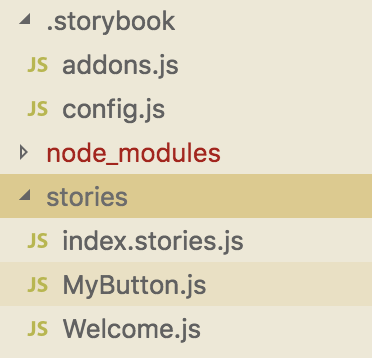 .storybook
JS addons.js
JS config.js
node_modules
stories
JS index.stories.js
JS MyButton.js
JS Welcome.js